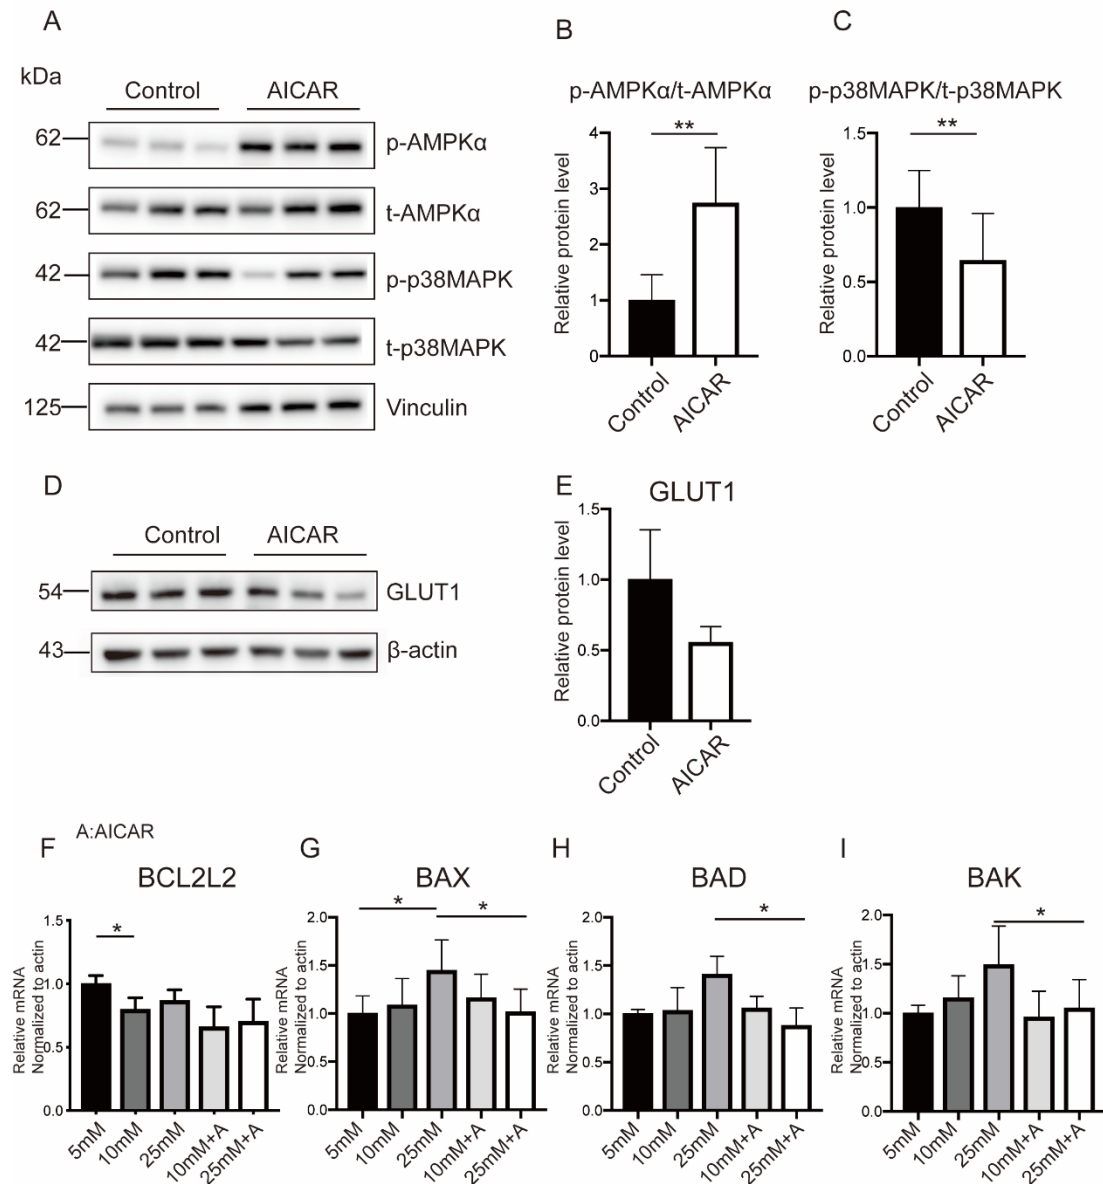 A
kDa
Control AICAR
62 p-AMPKα
62 t-AMPKα
42 p-p38MAPK
42 t-p38MAPK
125 Vinculin
B
p-AMPKα/t-AMPKα
Relative protein level
4
3
2
1
0
**
Control
AICAR
C
p-p38MAPK/t-p38MAPK
Relative protein level
1.5
1.0
0.5
0.0
**
Control
AICAR
D
Control AICAR
54 GLUT1
43 β-actin
E
GLUT1
Relative protein level
1.5
1.0
0.5
0.0
Control
AICAR
A:AICAR
F
BCL2L2
Relative mRNA
Normalized to actin
1.5
1.0
0.5
0.0
*
5mM
10mM
25mM
10mM+A
25mM+A
G
BAX
Relative mRNA
Normalized to actin
2.0
1.5
1.0
0.5
0.0
*
*
5mM
10mM
25mM
10mM+A
25mM+A
H
BAD
Relative mRNA
Normalized to actin
2.0
1.5
1.0
0.5
0.0
*
5mM
10mM
25mM
10mM+A
25mM+A
I
BAK
Relative mRNA
Normalized to actin
2.0
1.5
1.0
0.5
0.0
*
5mM
10mM
25mM
10mM+A
25mM+A